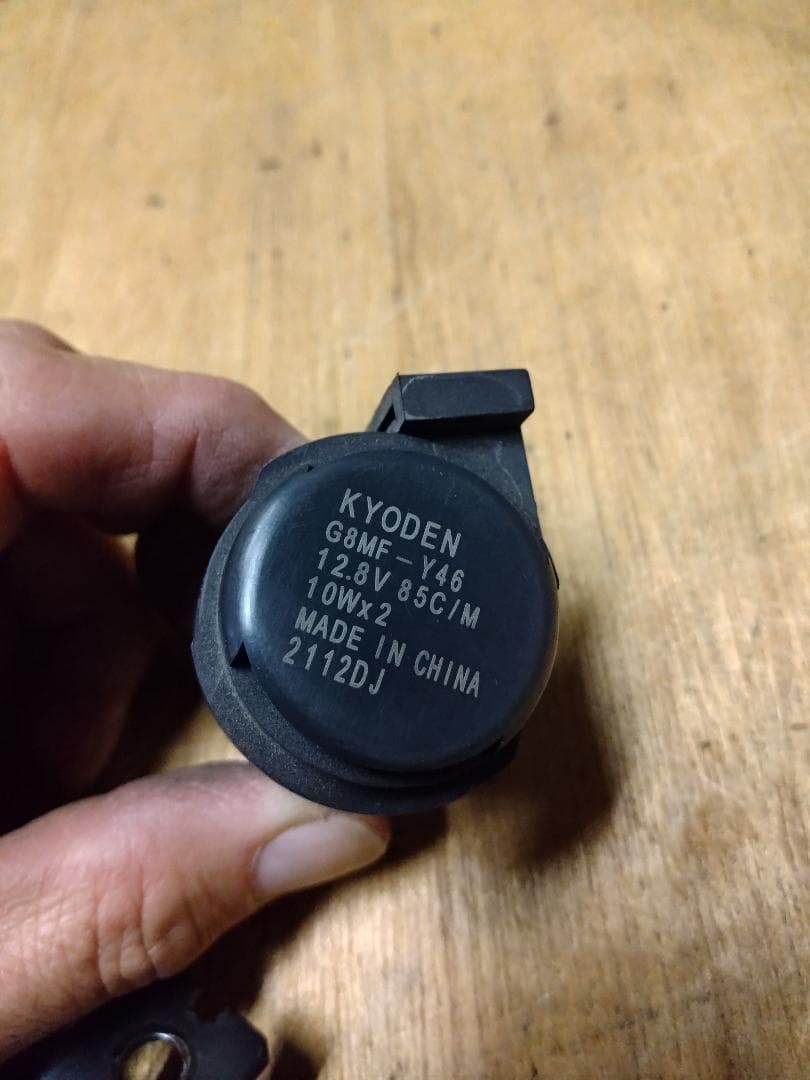 KYODEN
G8MF-Y46
12.8V 85C/M
10Wx2
MADE IN CHINA
2112DJ